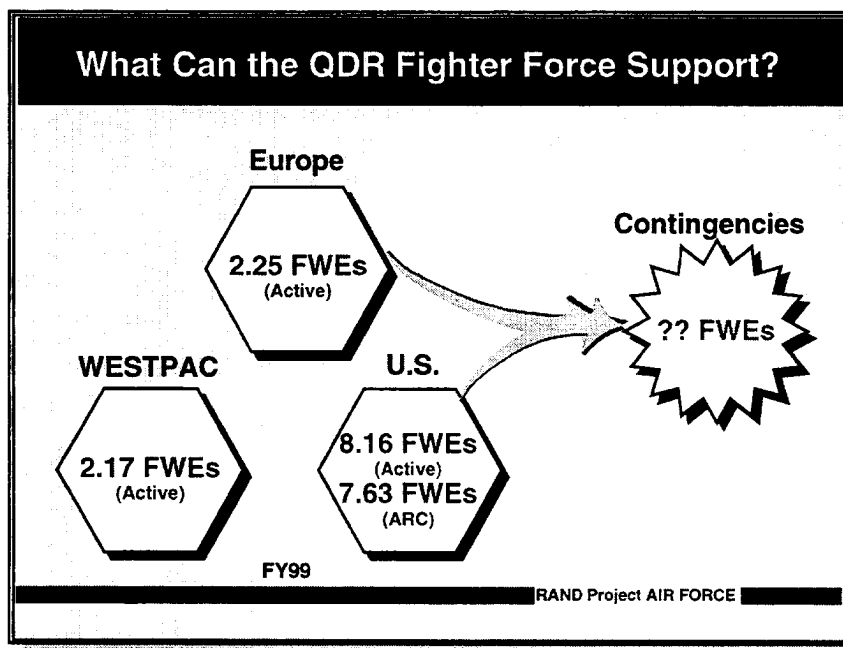 What Can the QDR Fighter Force Support?
Europe
2.25 FWEs
(Active)
Contingencies
?? FWEs
WESTPAC
2.17 FWEs
(Active)
U.S.
8.16 FWEs
(Active)
7.63 FWEs
(ARC)
FY99
RAND Project AIR FORCE